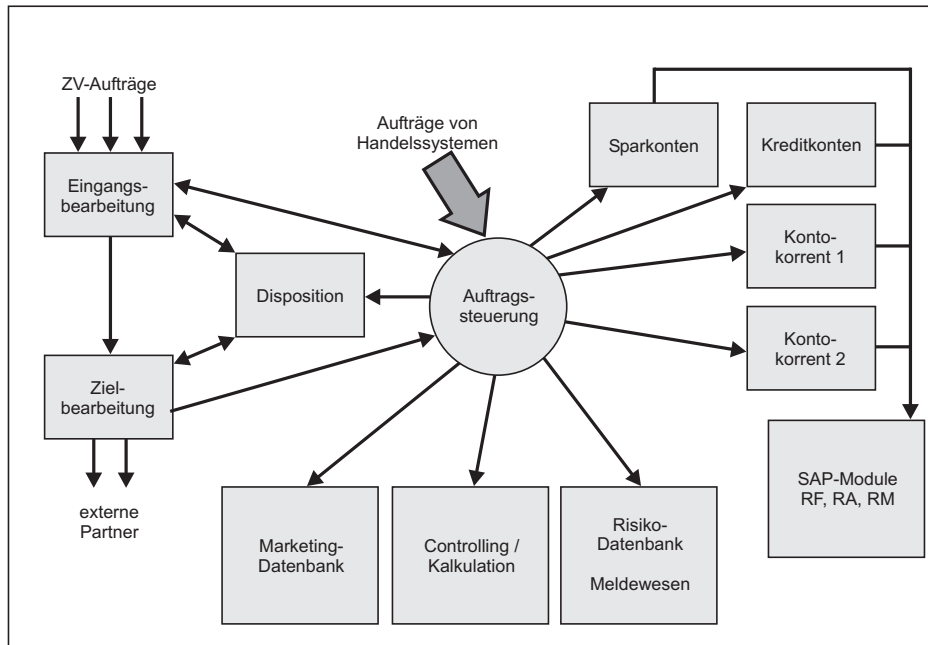 ZV-Aufträge
Eingangs-
bearbeitung
Disposition
Ziel-
bearbeitung
externe
Partner
Aufträge von
Handelssystemen
Auftrags-
steuerung
Sparkonten
Kreditkonten
Konto-
korrent 1
Konto-
korrent 2
SAP-Module
RF, RA, RM
Marketing-
Datenbank
Controlling /
Kalkulation
Risiko-
Datenbank
Meldewesen